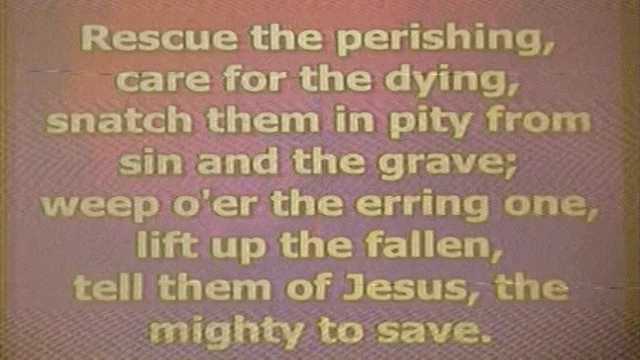 Rescue the perishing,
care for the dying,
snatch them in pity from
sin and the grave;
weep o'er the erring one,
lift up the fallen,
tell them of Jesus, the
mighty to save.